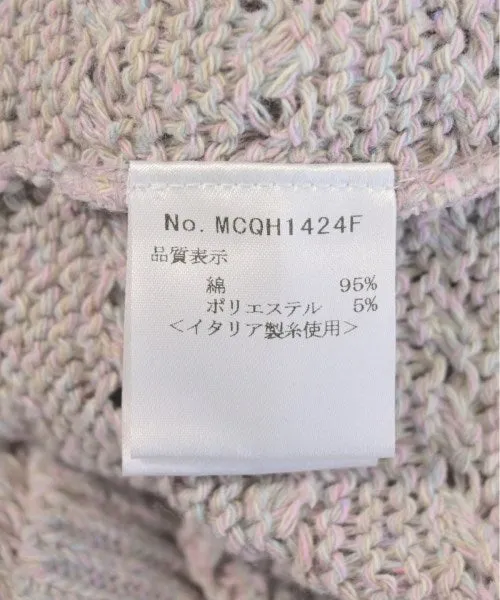 No. MCQH1424F
品質表示
綿 95%
ポリエステル 5%
＜イタリア製糸使用＞